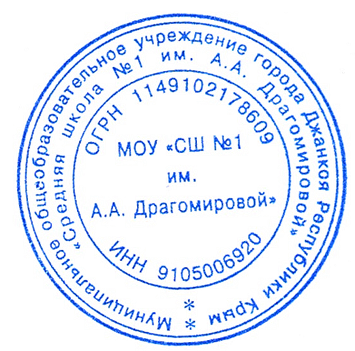 Муниципальное общеобразовательное учреждение города Джанкоя Республики Крым *
«Средняя школа №1 им. А.А. Драгомировой» *
ОГРН 1149102178609
МОУ «СШ №1
им.
А.А. Драгомировой»
ИНН 9105006920